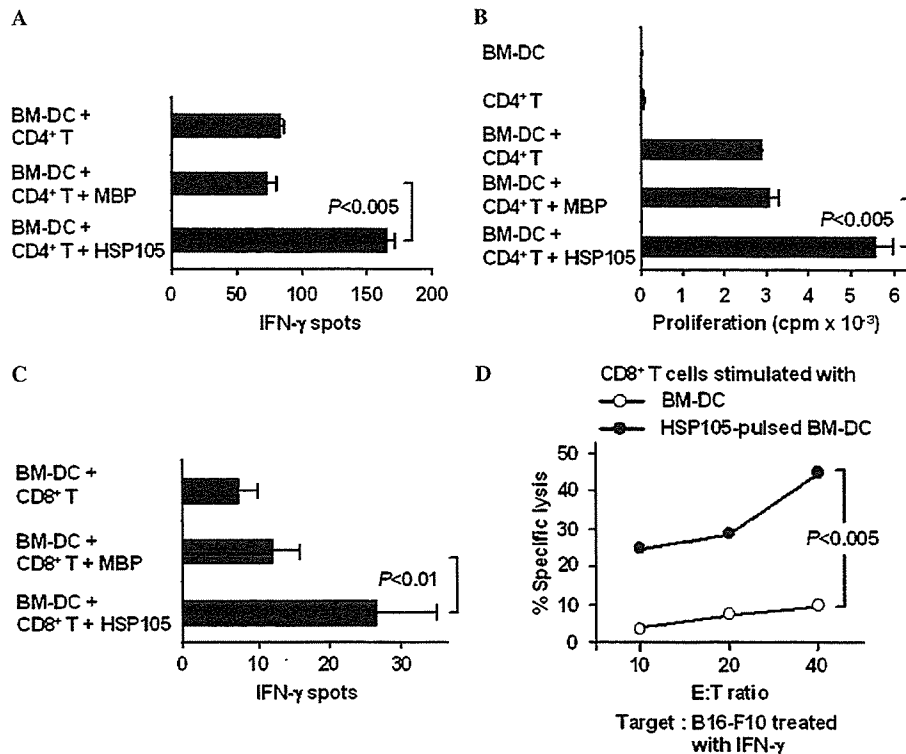 A
BM-DC +
CD4⁺ T
BM-DC +
CD4⁺ T + MBP
BM-DC +
CD4⁺ T + HSP105
P<0.005
0 50 100 150 200
IFN-γ spots
B
BM-DC
CD4⁺ T
BM-DC +
CD4⁺ T
BM-DC +
CD4⁺ T + MBP
BM-DC +
CD4⁺ T + HSP105
P<0.005
0 1 2 3 4 5 6
Proliferation (cpm x 10⁻³)
C
BM-DC +
CD8⁺ T
BM-DC +
CD8⁺ T + MBP
BM-DC +
CD8⁺ T + HSP105
P<0.01
0 10 20 30
IFN-γ spots
D
CD8⁺ T cells stimulated with
BM-DC
HSP105-pulsed BM-DC
% Specific lysis
50
40
30
20
10
0
P<0.005
10 20 40
E:T ratio
Target : B16-F10 treated
with IFN-γ